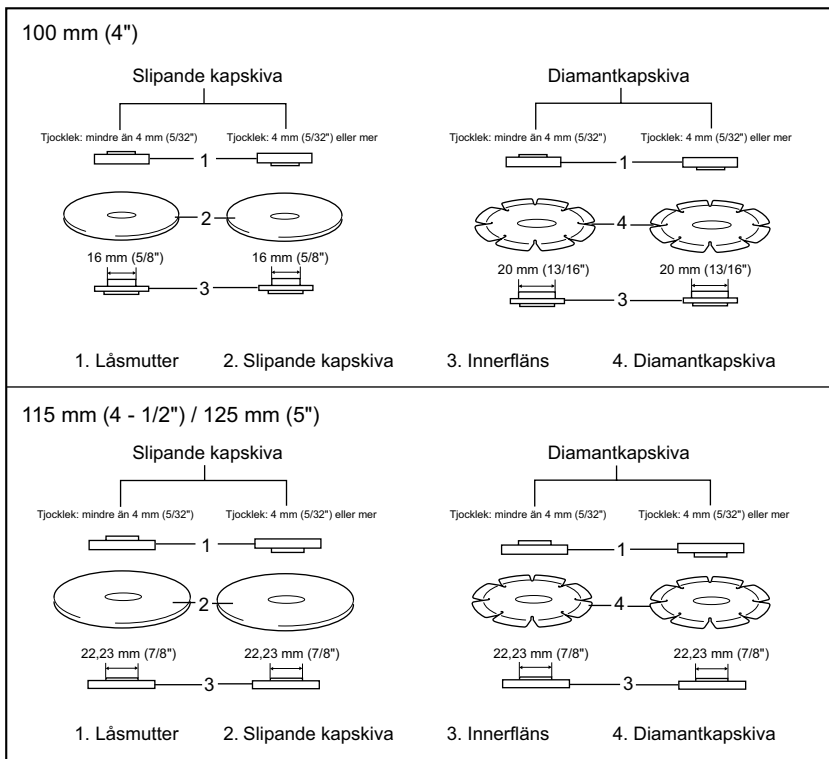 100 mm (4")
Slipande kapskiva Diamantkapskiva
Tjocklek: mindre än 4 mm (5/32") Tjocklek: 4 mm (5/32") eller mer Tjocklek: mindre än 4 mm (5/32") Tjocklek: 4 mm (5/32") eller mer
1 1
2 4
16 mm (5/8") 16 mm (5/8") 20 mm (13/16") 20 mm (13/16")
3 3
1. Låsmutter 2. Slipande kapskiva 3. Innerfläns 4. Diamantkapskiva
115 mm (4 - 1/2") / 125 mm (5")
Slipande kapskiva Diamantkapskiva
Tjocklek: mindre än 4 mm (5/32") Tjocklek: 4 mm (5/32") eller mer Tjocklek: mindre än 4 mm (5/32") Tjocklek: 4 mm (5/32") eller mer
1 1
2 4
22,23 mm (7/8") 22,23 mm (7/8") 22,23 mm (7/8") 22,23 mm (7/8")
3 3
1. Låsmutter 2. Slipande kapskiva 3. Innerfläns 4. Diamantkapskiva